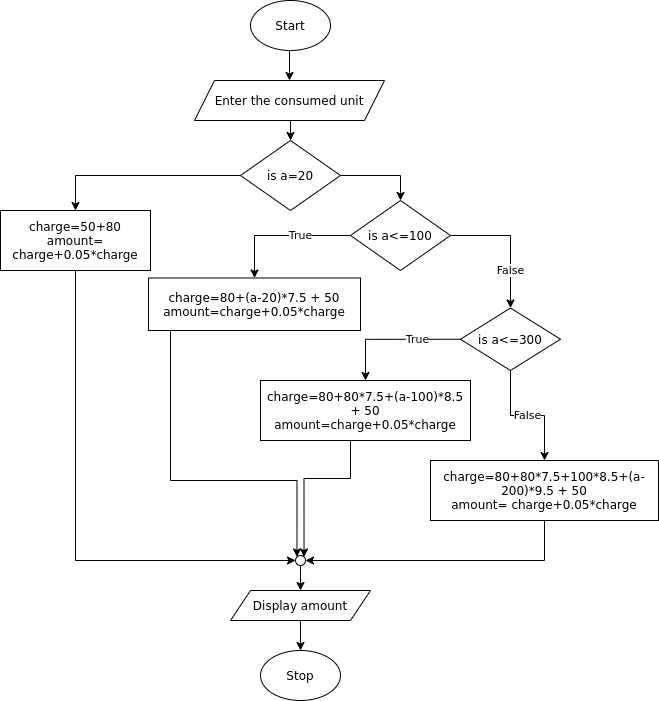 Start
Enter the consumed unit
is a=20
charge=50+80
amount=
charge+0.05*charge
is a<=100
True
False
charge=80+(a-20)*7.5 + 50
amount=charge+0.05*charge
is a<=300
True
False
charge=80+80*7.5+(a-100)*8.5
+ 50
amount=charge+0.05*charge
charge=80+80*7.5+100*8.5+(a-
200)*9.5 + 50
amount= charge+0.05*charge
Display amount
Stop